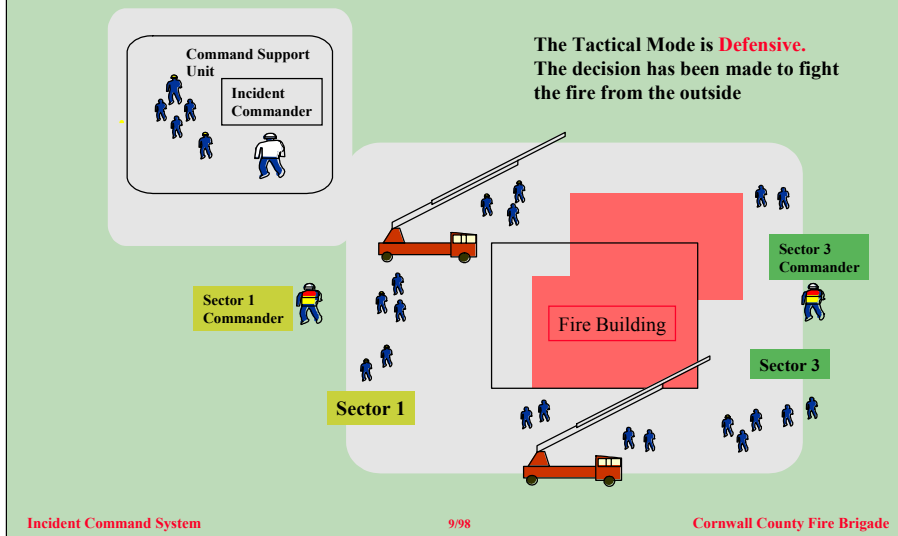 Command Support
Unit
Incident
Commander
The Tactical Mode is Defensive.
The decision has been made to fight
the fire from the outside
Sector 3
Commander
Sector 1
Commander
Fire Building
Sector 3
Sector 1
Incident Command System
9/98
Cornwall County Fire Brigade